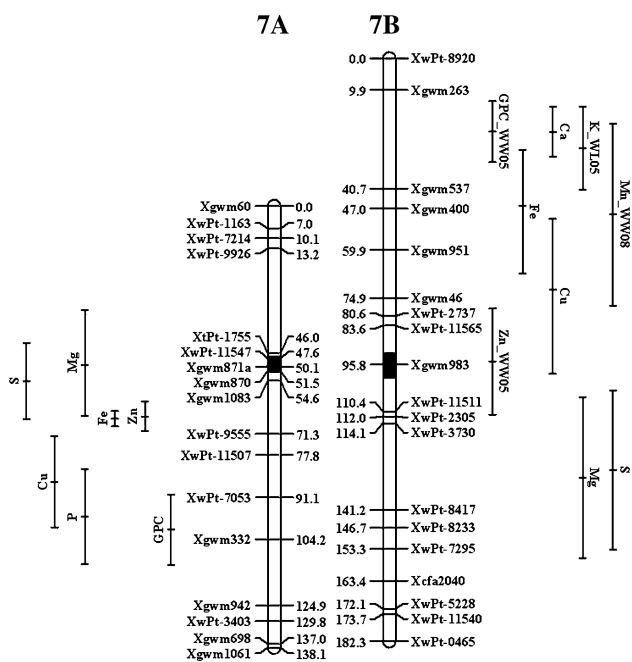 7A 7B
0.0 XwPt-8920
9.9 Xgwm263
GPC_WW05
Ca
K_WL05
Mn_WW08
Fe
40.7 Xgwm537
47.0 Xgwm400
59.9 Xgwm951
Cu
74.9 Xgwm46
80.6 XwPt-2737
83.6 XwPt-11565
Zn_WW05
95.8 Xgwm983
110.4 XwPt-11511
112.0 XwPt-2305
114.1 XwPt-3730
Mg
S
141.2 XwPt-8417
146.7 XwPt-8233
153.3 XwPt-7295
163.4 Xcfa2040
172.1 XwPt-5228
173.7 XwPt-11540
182.3 XwPt-0465
Xgwm60 0.0
XwPt-1163 7.0
XwPt-7214 10.1
XwPt-9926 13.2
XtPt-1755 46.0
XwPt-11547 47.6
Xgwm871a 50.1
Xgwm870 51.5
Xgwm1083 54.6
XwPt-9555 71.3
XwPt-11507 77.8
XwPt-7053 91.1
Xgwm332 104.2
Xgwm942 124.9
XwPt-3403 129.8
Xgwm698 137.0
Xgwm1061 138.1
S
Mg
Fe
Zn
Cu
P
GPC